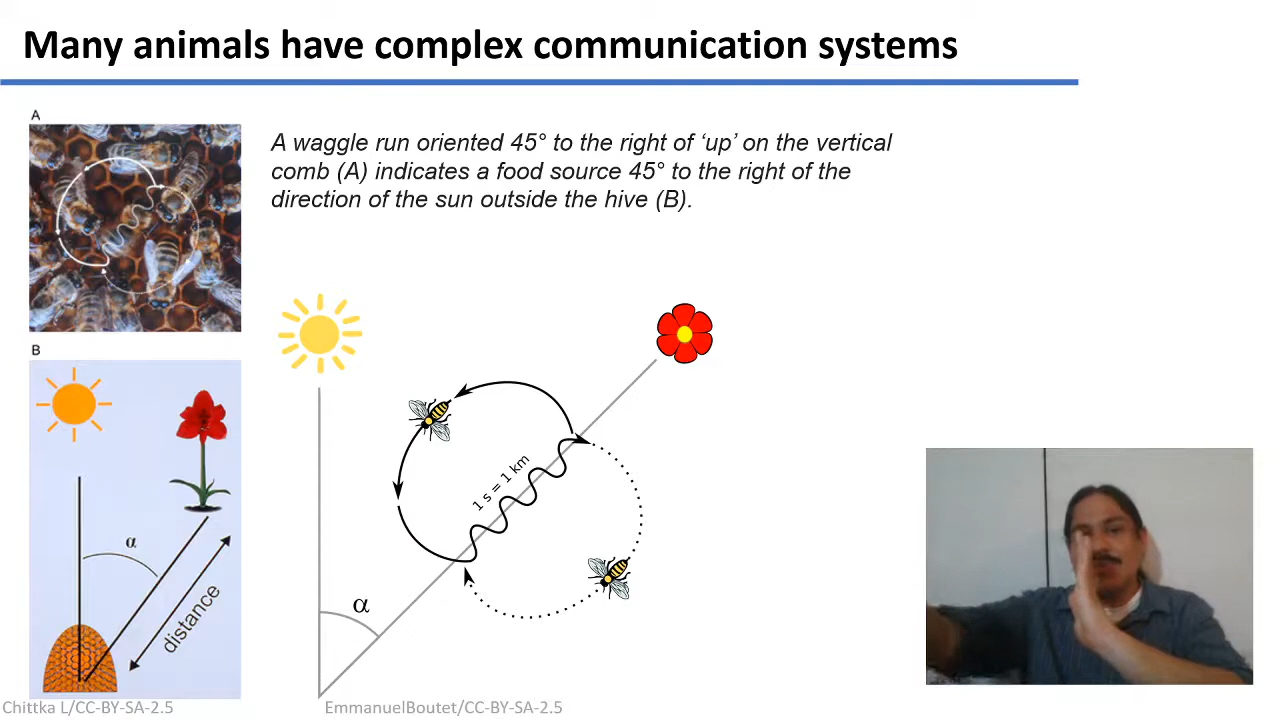 Many animals have complex communication systems
A
A waggle run oriented 45° to the right of ‘up’ on the vertical
comb (A) indicates a food source 45° to the right of the
direction of the sun outside the hive (B).
B
α
distance
1 s = 1 km
α
Chittka L/CC-BY-SA-2.5
EmmanuelBoutet/CC-BY-SA-2.5